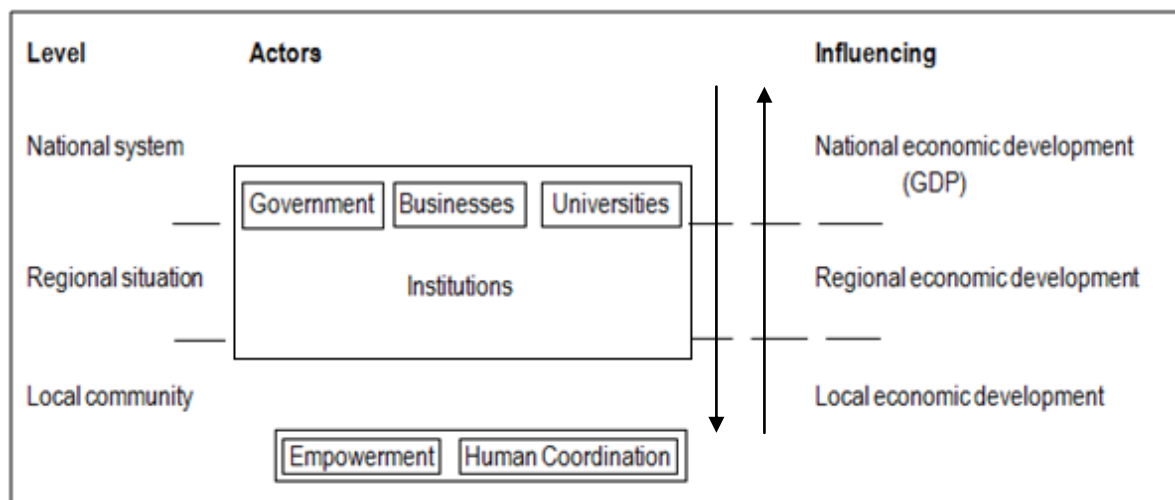 Level Actors Influencing
National system National economic development
(GDP)
Government Businesses Universities
Regional situation Institutions Regional economic development
Local community Local economic development
Empowerment Human Coordination